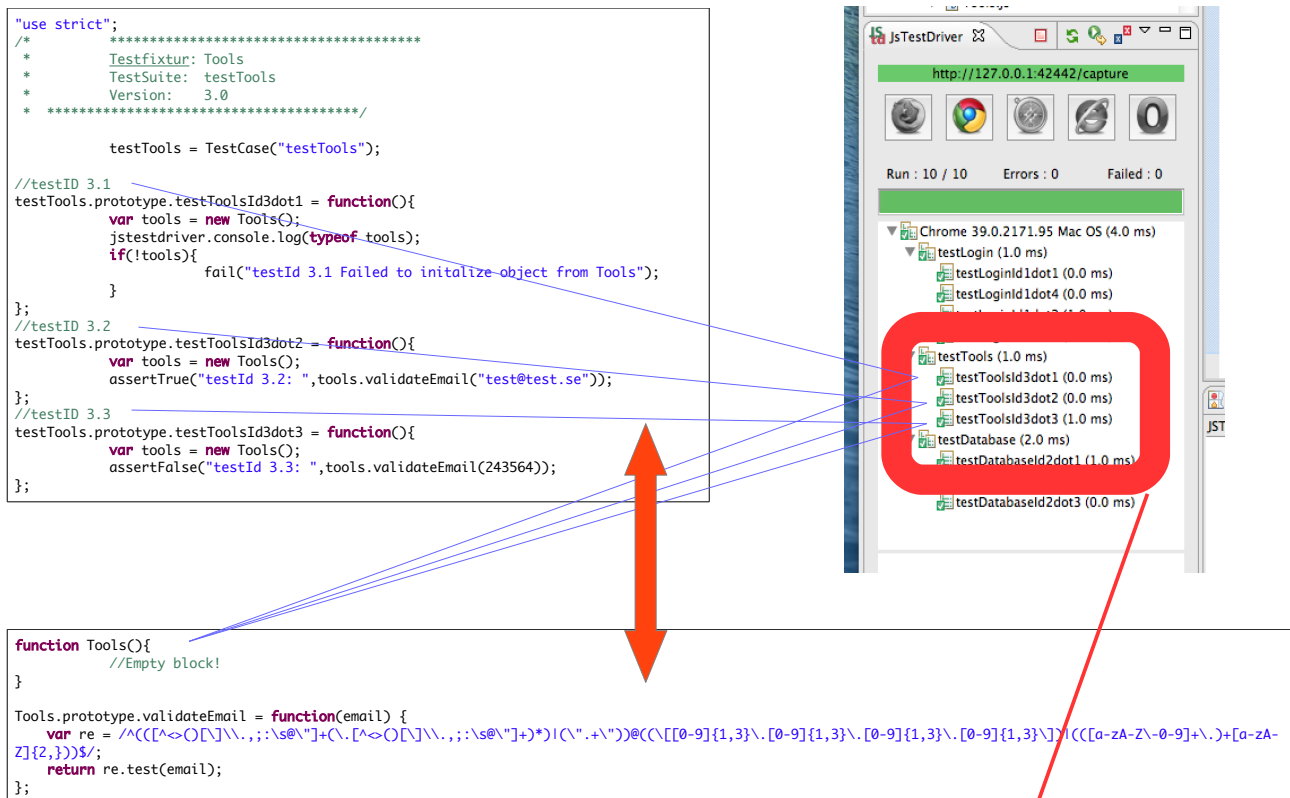 "use strict";
/* ***************************************
* Testfixtur: Tools
* TestSuite: testTools
* Version: 3.0
* ***************************************/
testTools = TestCase("testTools");
//testID 3.1
testTools.prototype.testToolsId3dot1 = function(){
var tools = new Tools();
jstestdriver.console.log(typeof tools);
if(!tools){
fail("testId 3.1 Failed to initalize object from Tools");
}
};
//testID 3.2
testTools.prototype.testToolsId3dot2 = function(){
var tools = new Tools();
assertTrue("testId 3.2: ",tools.validateEmail("test@test.se"));
};
//testID 3.3
testTools.prototype.testToolsId3dot3 = function(){
var tools = new Tools();
assertFalse("testId 3.3: ",tools.validateEmail(243564));
};
JsTestDriver
http://127.0.0.1:42442/capture
Run : 10 / 10 Errors : 0 Failed : 0
Chrome 39.0.2171.95 Mac OS (4.0 ms)
testLogin (1.0 ms)
testLoginId1dot1 (0.0 ms)
testLoginId1dot4 (0.0 ms)
testTools (1.0 ms)
testToolsId3dot1 (0.0 ms)
testToolsId3dot2 (0.0 ms)
testToolsId3dot3 (1.0 ms)
testDatabase (2.0 ms)
testDatabaseId2dot1 (1.0 ms)
testDatabaseId2dot3 (0.0 ms)
JST
function Tools(){
//Empty block!
}
Tools.prototype.validateEmail = function(email) {
var re = /^(([^<>()[\]\\.,;:\s@\"]+(\.[^<>()[\]\\.,;:\s@\"]+)*)|(\".+\"))@((\[[0-9]{1,3}\.[0-9]{1,3}\.[0-9]{1,3}\.[0-9]{1,3}\])|(([a-zA-Z\-0-9]+\.)+[a-zA-
Z]{2,}))$/;
return re.test(email);
};